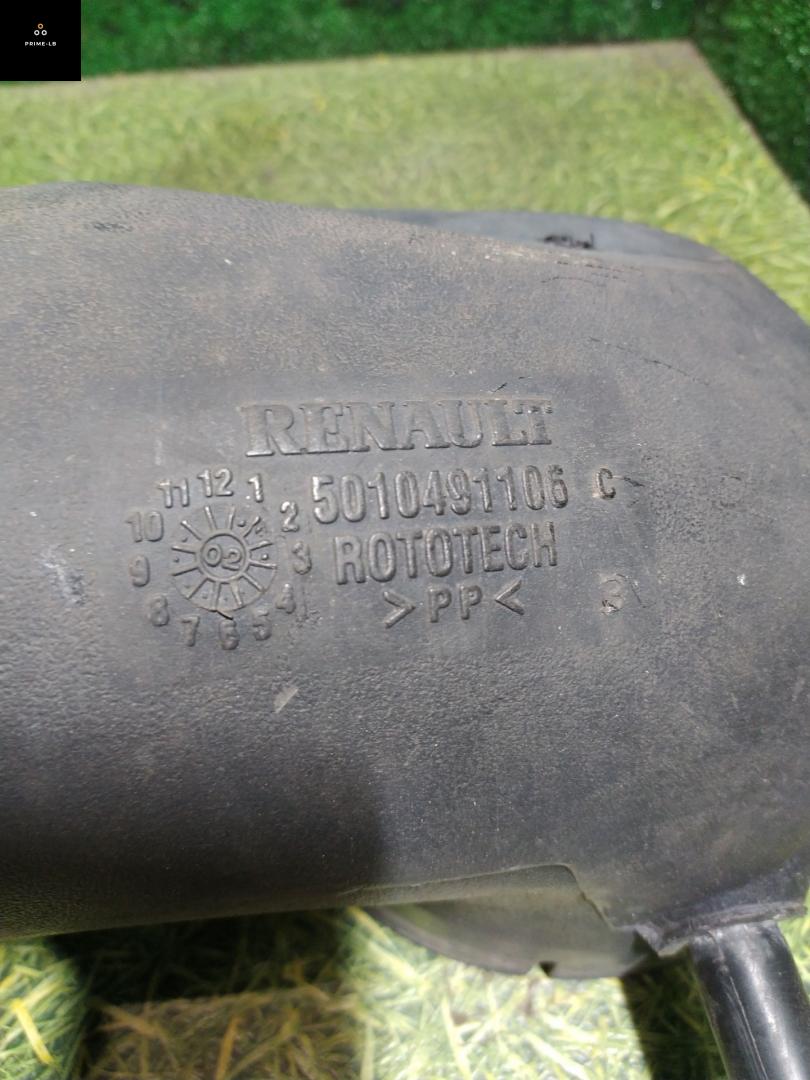 PRIME-LB
RENAULT
5010491106 C
ROTOTECH
>PP<
11 12 1
10 2
9 02 3
8 4
7 6 5